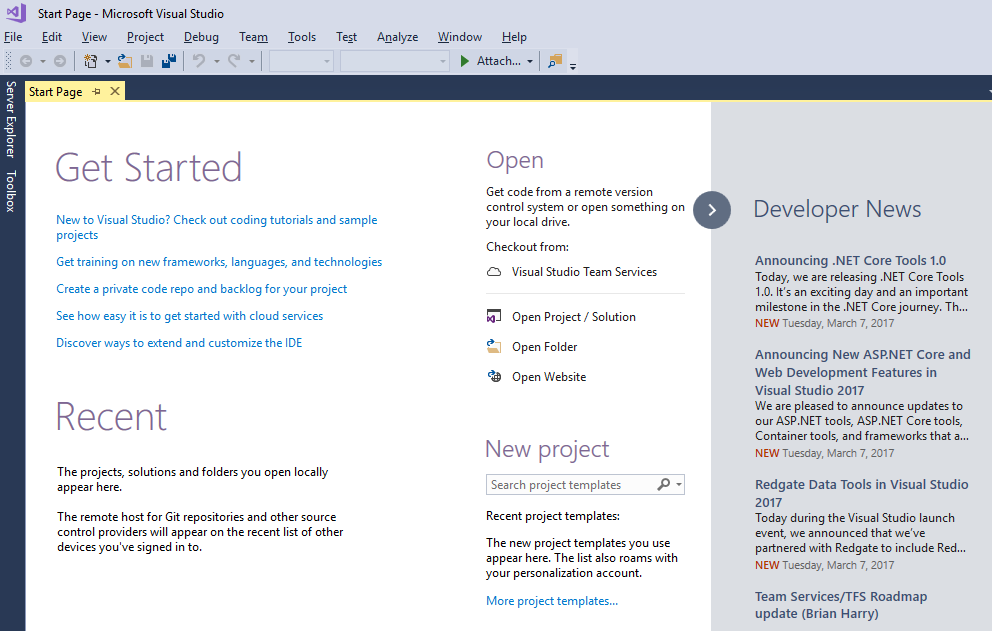 Start Page - Microsoft Visual Studio
File Edit View Project Debug Team Tools Test Analyze Window Help
Attach...
Server Explorer
Toolbox
Start Page
Get Started
New to Visual Studio? Check out coding tutorials and sample
projects
Get training on new frameworks, languages, and technologies
Create a private code repo and backlog for your project
See how easy it is to get started with cloud services
Discover ways to extend and customize the IDE
Recent
The projects, solutions and folders you open locally
appear here.
The remote host for Git repositories and other source
control providers will appear on the recent list of other
devices you've signed in to.
Open
Get code from a remote version
control system or open something on
your local drive.
Checkout from:
Visual Studio Team Services
Open Project / Solution
Open Folder
Open Website
New project
Search project templates
Recent project templates:
The new project templates you use
appear here. The list also roams with
your personalization account.
More project templates...
Developer News
Announcing .NET Core Tools 1.0
Today, we are releasing .NET Core Tools
1.0. It's an exciting day and an important
milestone in the .NET Core journey. Th...
NEW Tuesday, March 7, 2017
Announcing New ASP.NET Core and
Web Development Features in
Visual Studio 2017
We are pleased to announce updates to
our ASP.NET tools, ASP.NET Core tools,
Container tools, and frameworks that a...
NEW Tuesday, March 7, 2017
Redgate Data Tools in Visual Studio
2017
Today during the Visual Studio launch
event, we announced that we've
partnered with Redgate to include Red...
NEW Tuesday, March 7, 2017
Team Services/TFS Roadmap
update (Brian Harry)